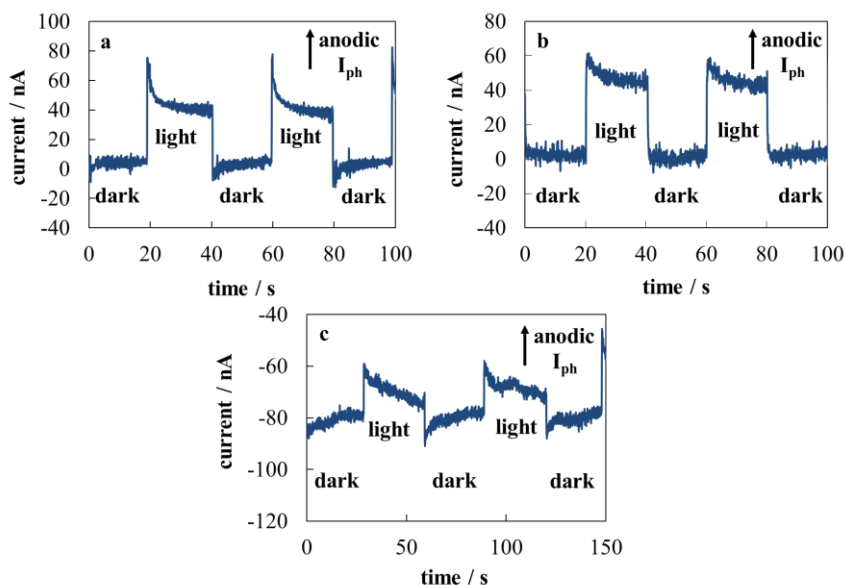 a
anodic
I_ph
100
80
60
40
20
0
-20
-40
current / nA
light
light
dark
dark
dark
0
20
40
60
80
100
time / s
b
anodic
I_ph
80
60
40
20
0
-20
-40
current / nA
light
light
dark
dark
dark
0
20
40
60
80
100
time / s
c
anodic
I_ph
-40
-60
-80
-100
-120
current / nA
light
light
dark
dark
dark
0
50
100
150
time / s